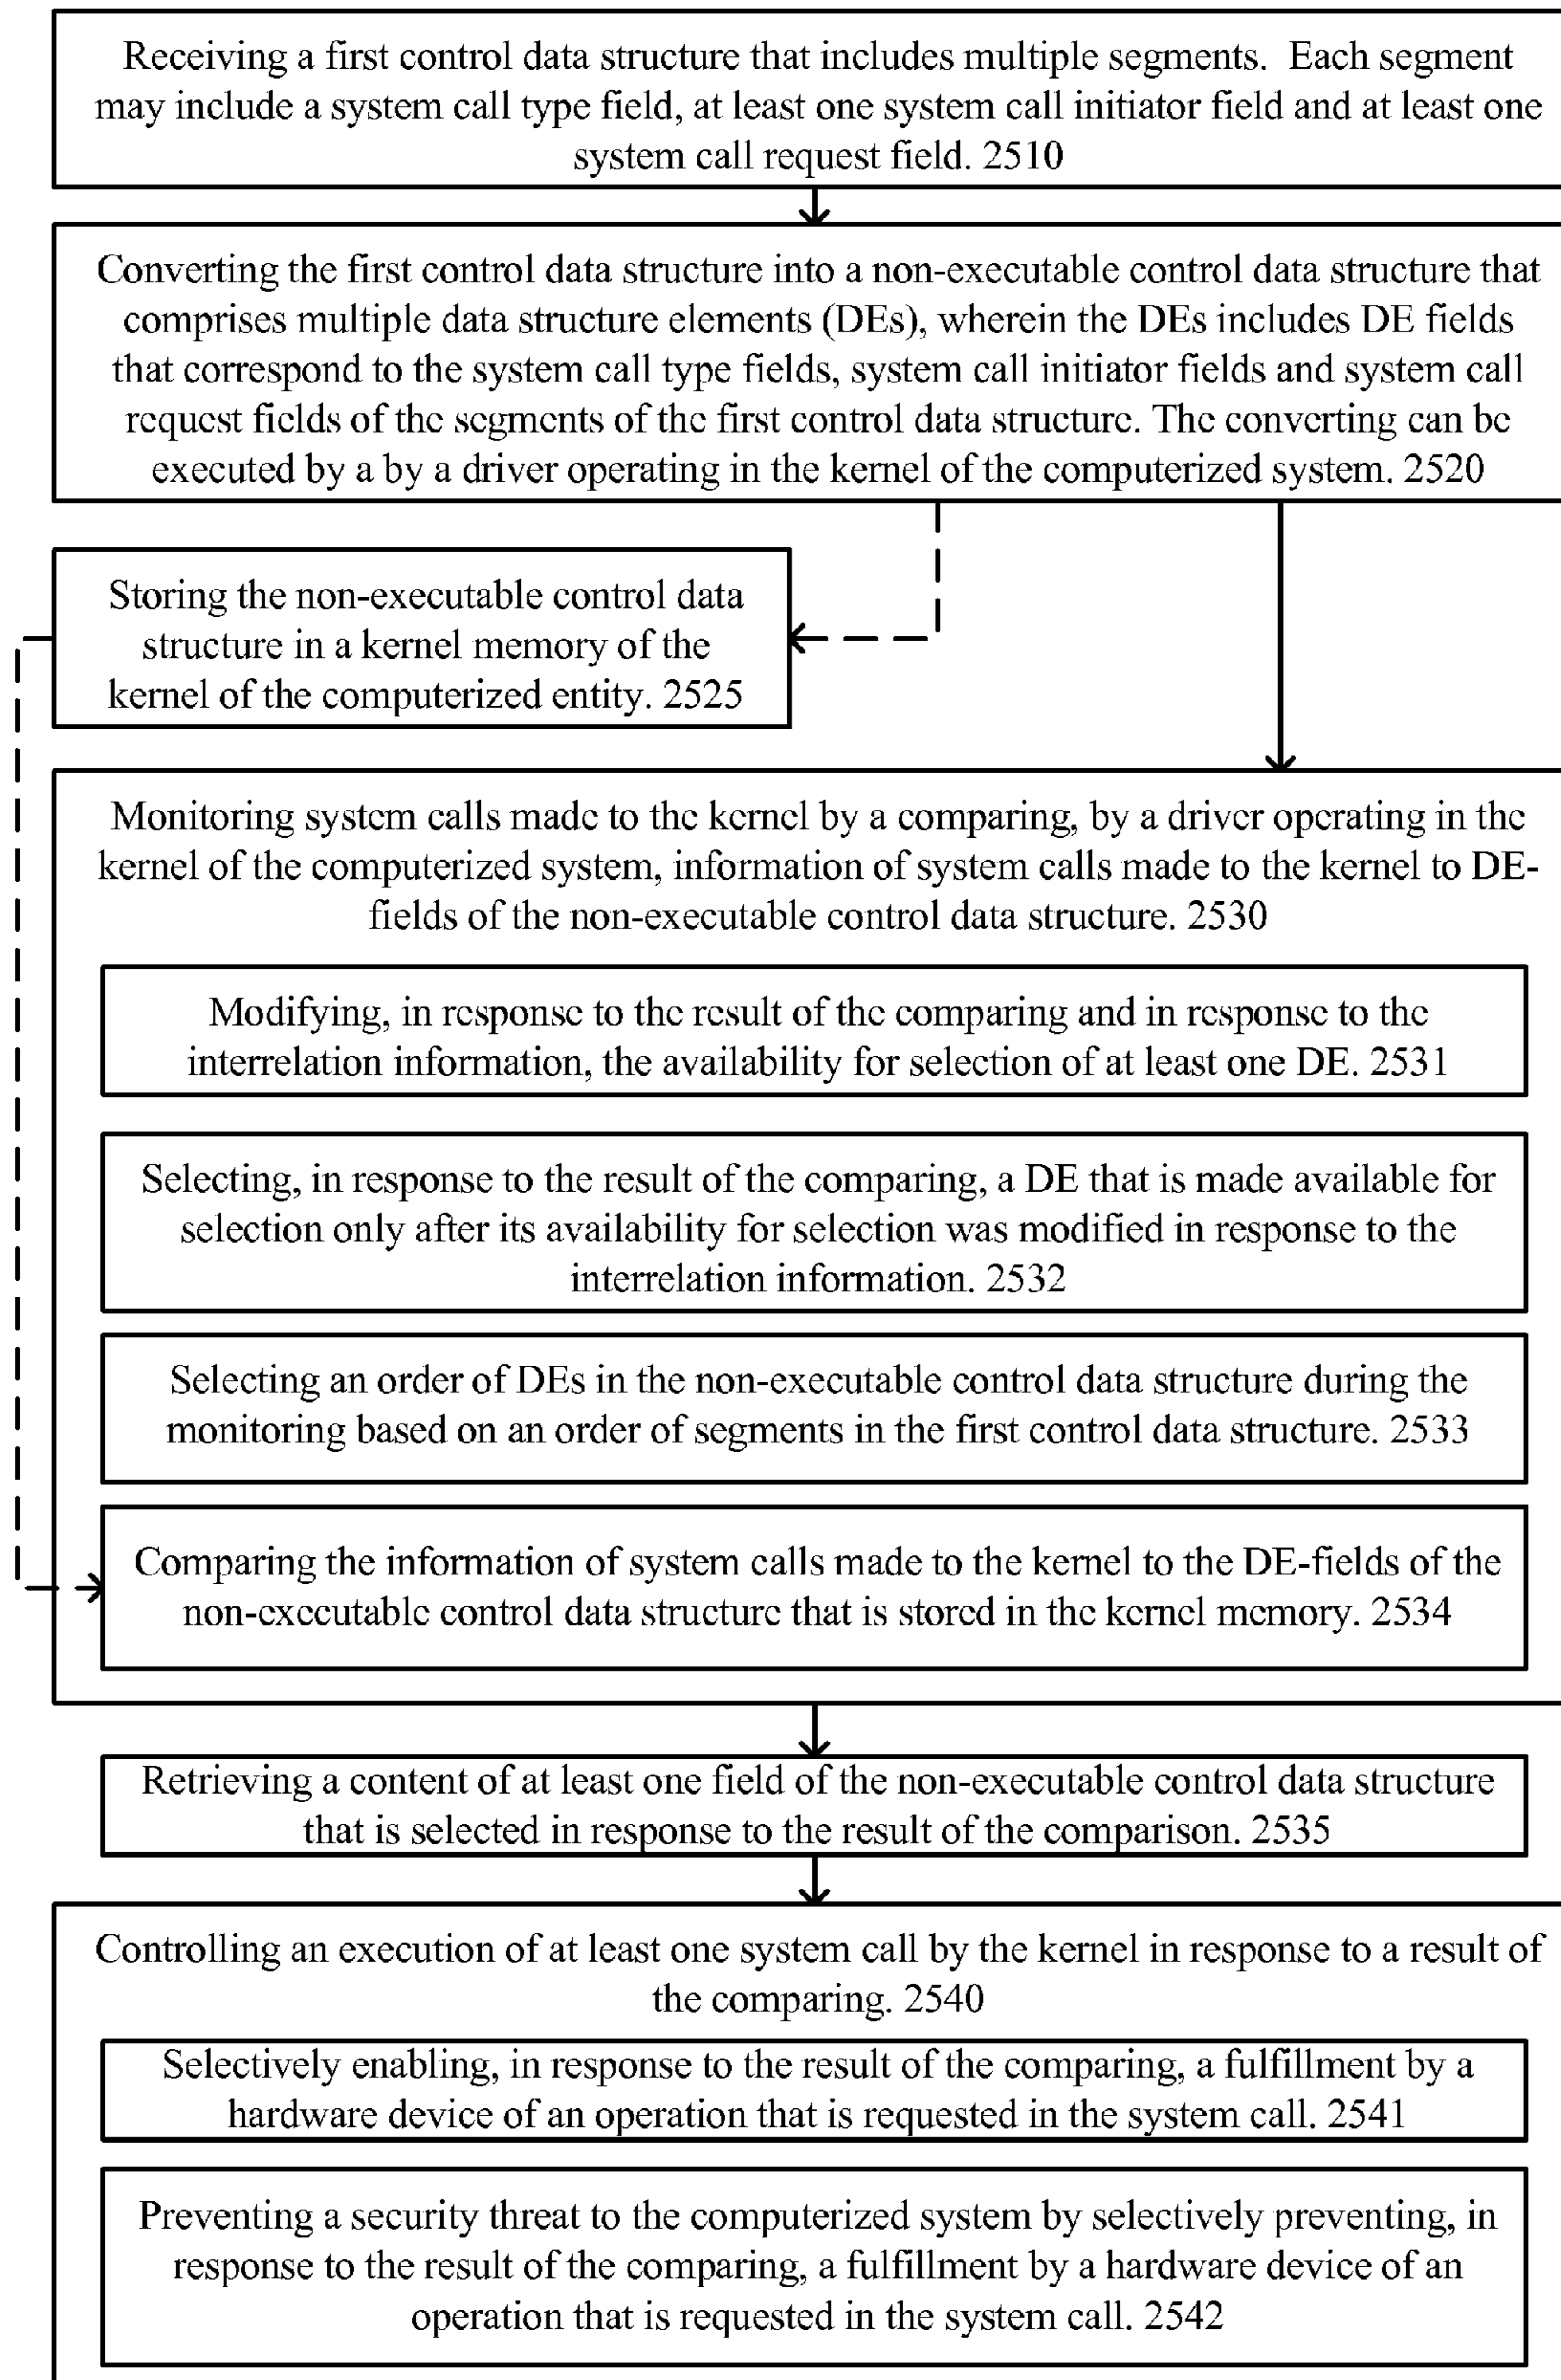 Receiving a first control data structure that includes multiple segments.  Each segment
may include a system call type field, at least one system call initiator field and at least one
system call request field. 2510
Converting the first control data structure into a non-executable control data structure that
comprises multiple data structure elements (DEs), wherein the DEs includes DE fields
that correspond to the system call type fields, system call initiator fields and system call
request fields of the segments of the first control data structure. The converting can be
executed by a by a driver operating in the kernel of the computerized system. 2520
Storing the non-executable control data
structure in a kernel memory of the
kernel of the computerized entity. 2525
Monitoring system calls made to the kernel by a comparing, by a driver operating in the
kernel of the computerized system, information of system calls made to the kernel to DE-
fields of the non-executable control data structure. 2530
Modifying, in response to the result of the comparing and in response to the
interrelation information, the availability for selection of at least one DE. 2531
Selecting, in response to the result of the comparing, a DE that is made available for
selection only after its availability for selection was modified in response to the
interrelation information. 2532
Selecting an order of DEs in the non-executable control data structure during the
monitoring based on an order of segments in the first control data structure. 2533
Comparing the information of system calls made to the kernel to the DE-fields of the
non-executable control data structure that is stored in the kernel memory. 2534
Retrieving a content of at least one field of the non-executable control data structure
that is selected in response to the result of the comparison. 2535
Controlling an execution of at least one system call by the kernel in response to a result of
the comparing. 2540
Selectively enabling, in response to the result of the comparing, a fulfillment by a
hardware device of an operation that is requested in the system call. 2541
Preventing a security threat to the computerized system by selectively preventing, in
response to the result of the comparing, a fulfillment by a hardware device of an
operation that is requested in the system call. 2542